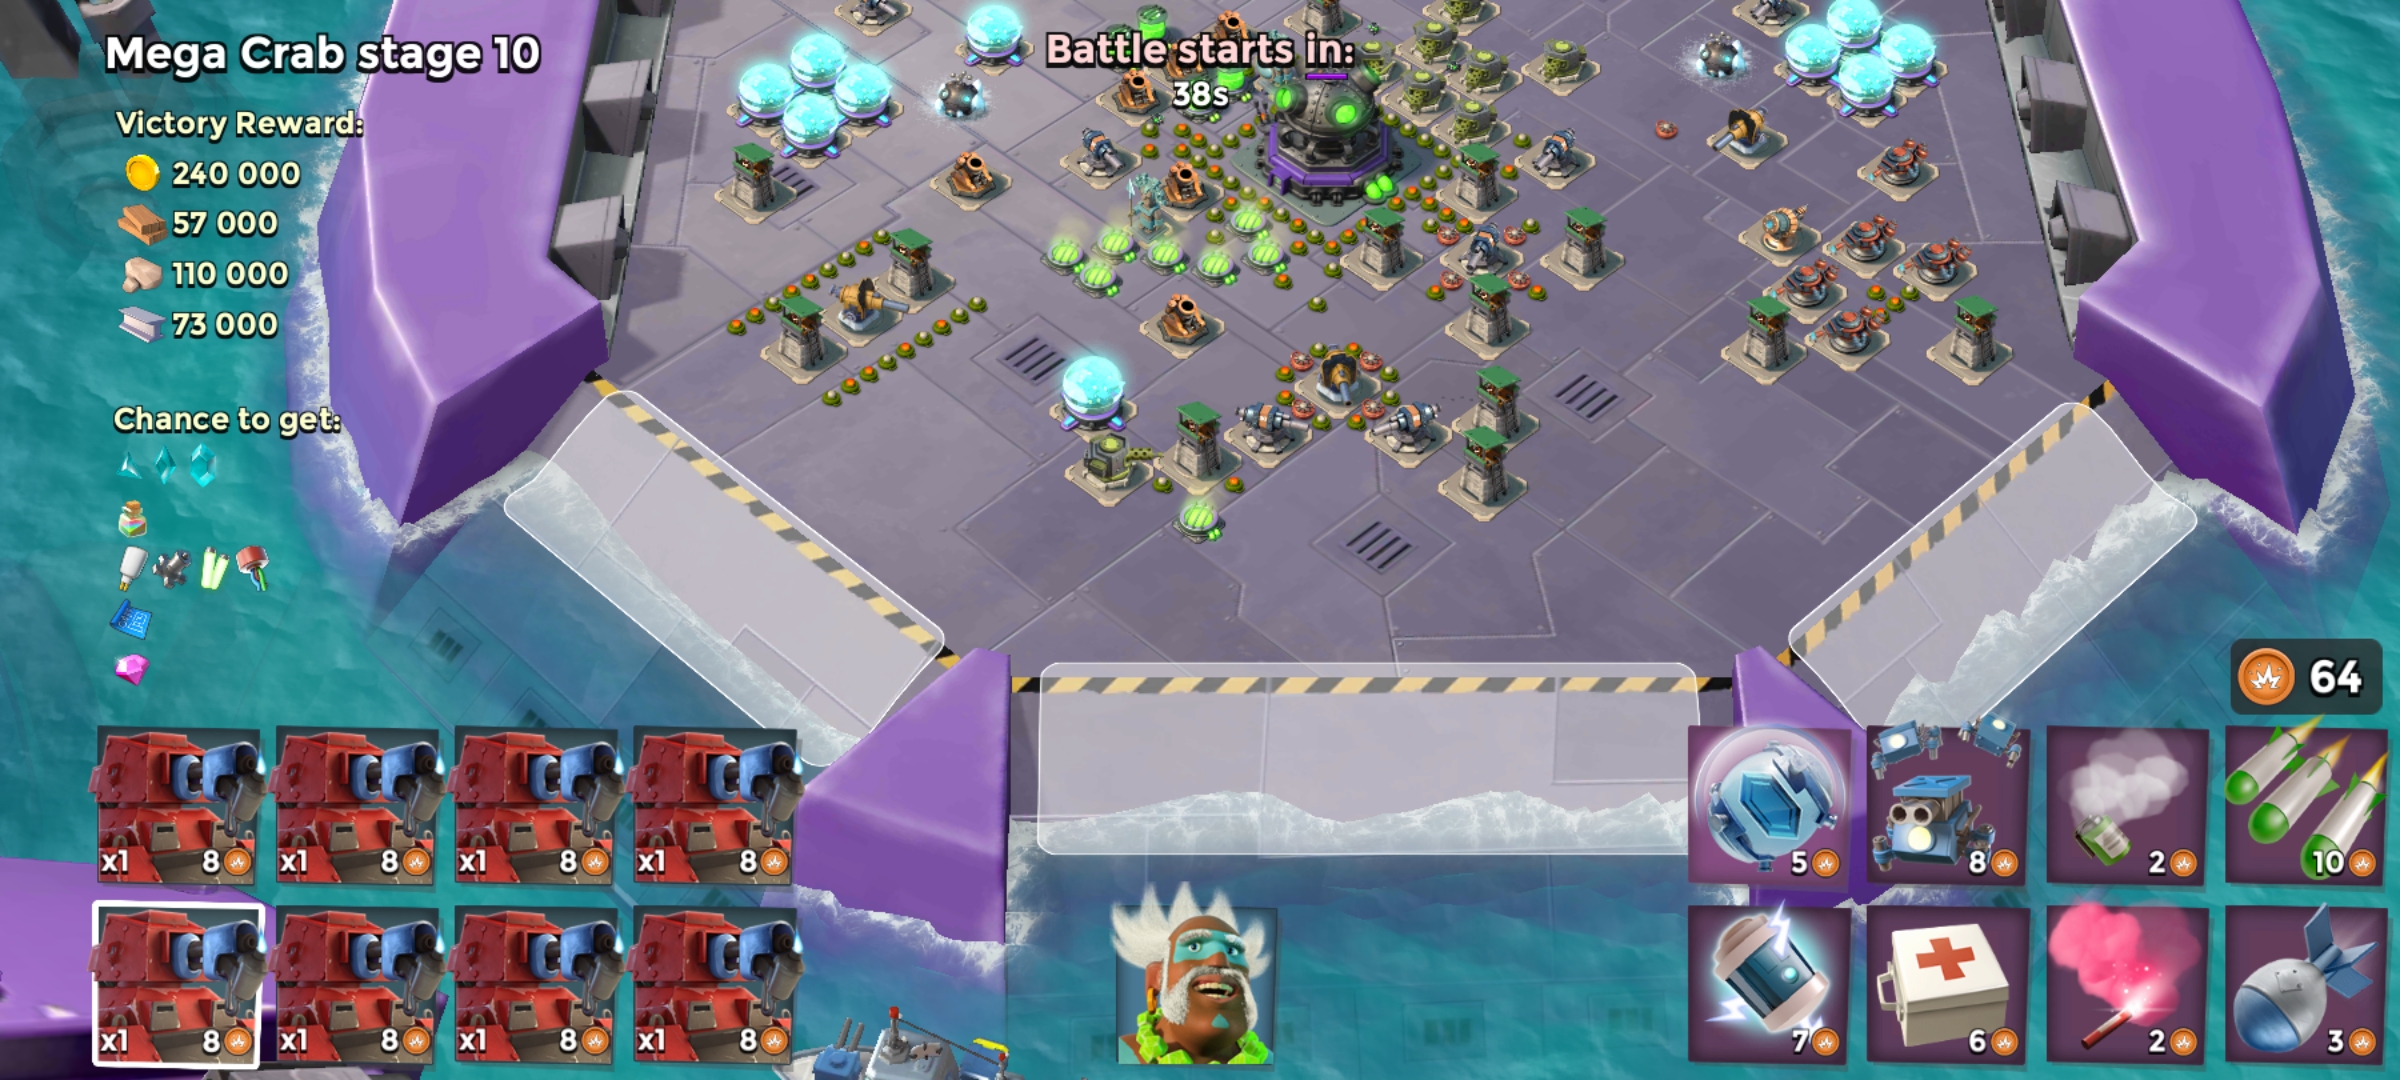 Mega Crab stage 10
Battle starts in:
38s
Victory Reward:
240 000
57 000
110 000
73 000
Chance to get:
64
x1 8
x1 8
x1 8
x1 8
5
8
2
10
x1 8
x1 8
x1 8
x1 8
7
6
2
3